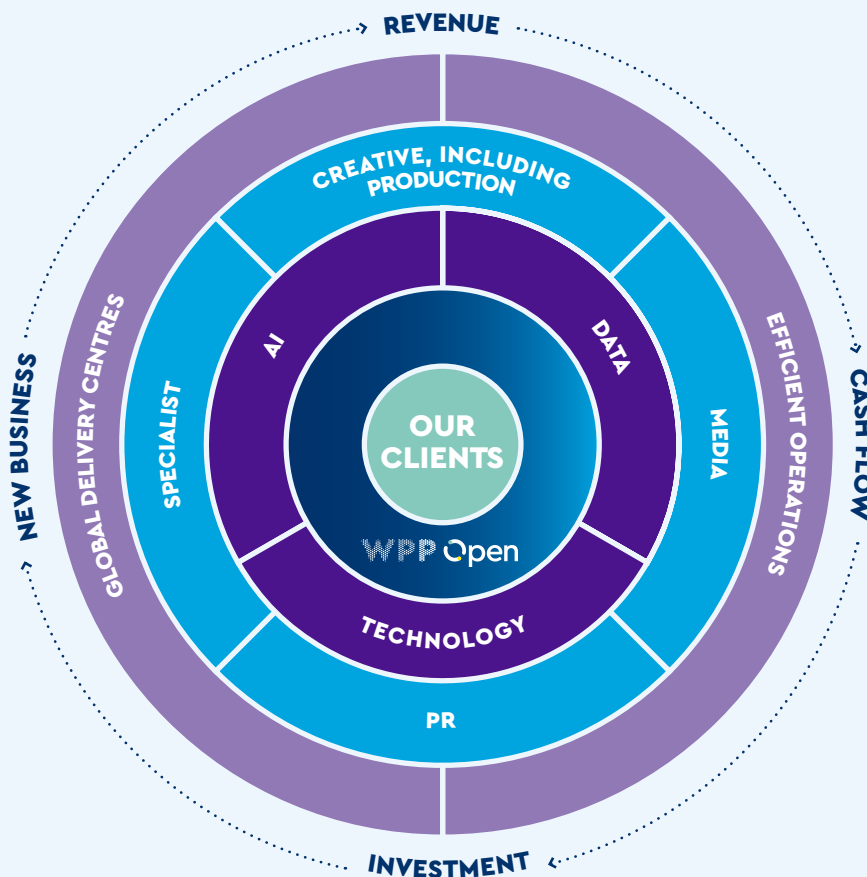 REVENUE
CREATIVE, INCLUDING
PRODUCTION
AI
DATA
GLOBAL DELIVERY CENTRES
EFFICIENT OPERATIONS
NEW BUSINESS
CASH FLOW
SPECIALIST
MEDIA
OUR
CLIENTS
WPP Open
TECHNOLOGY
PR
INVESTMENT